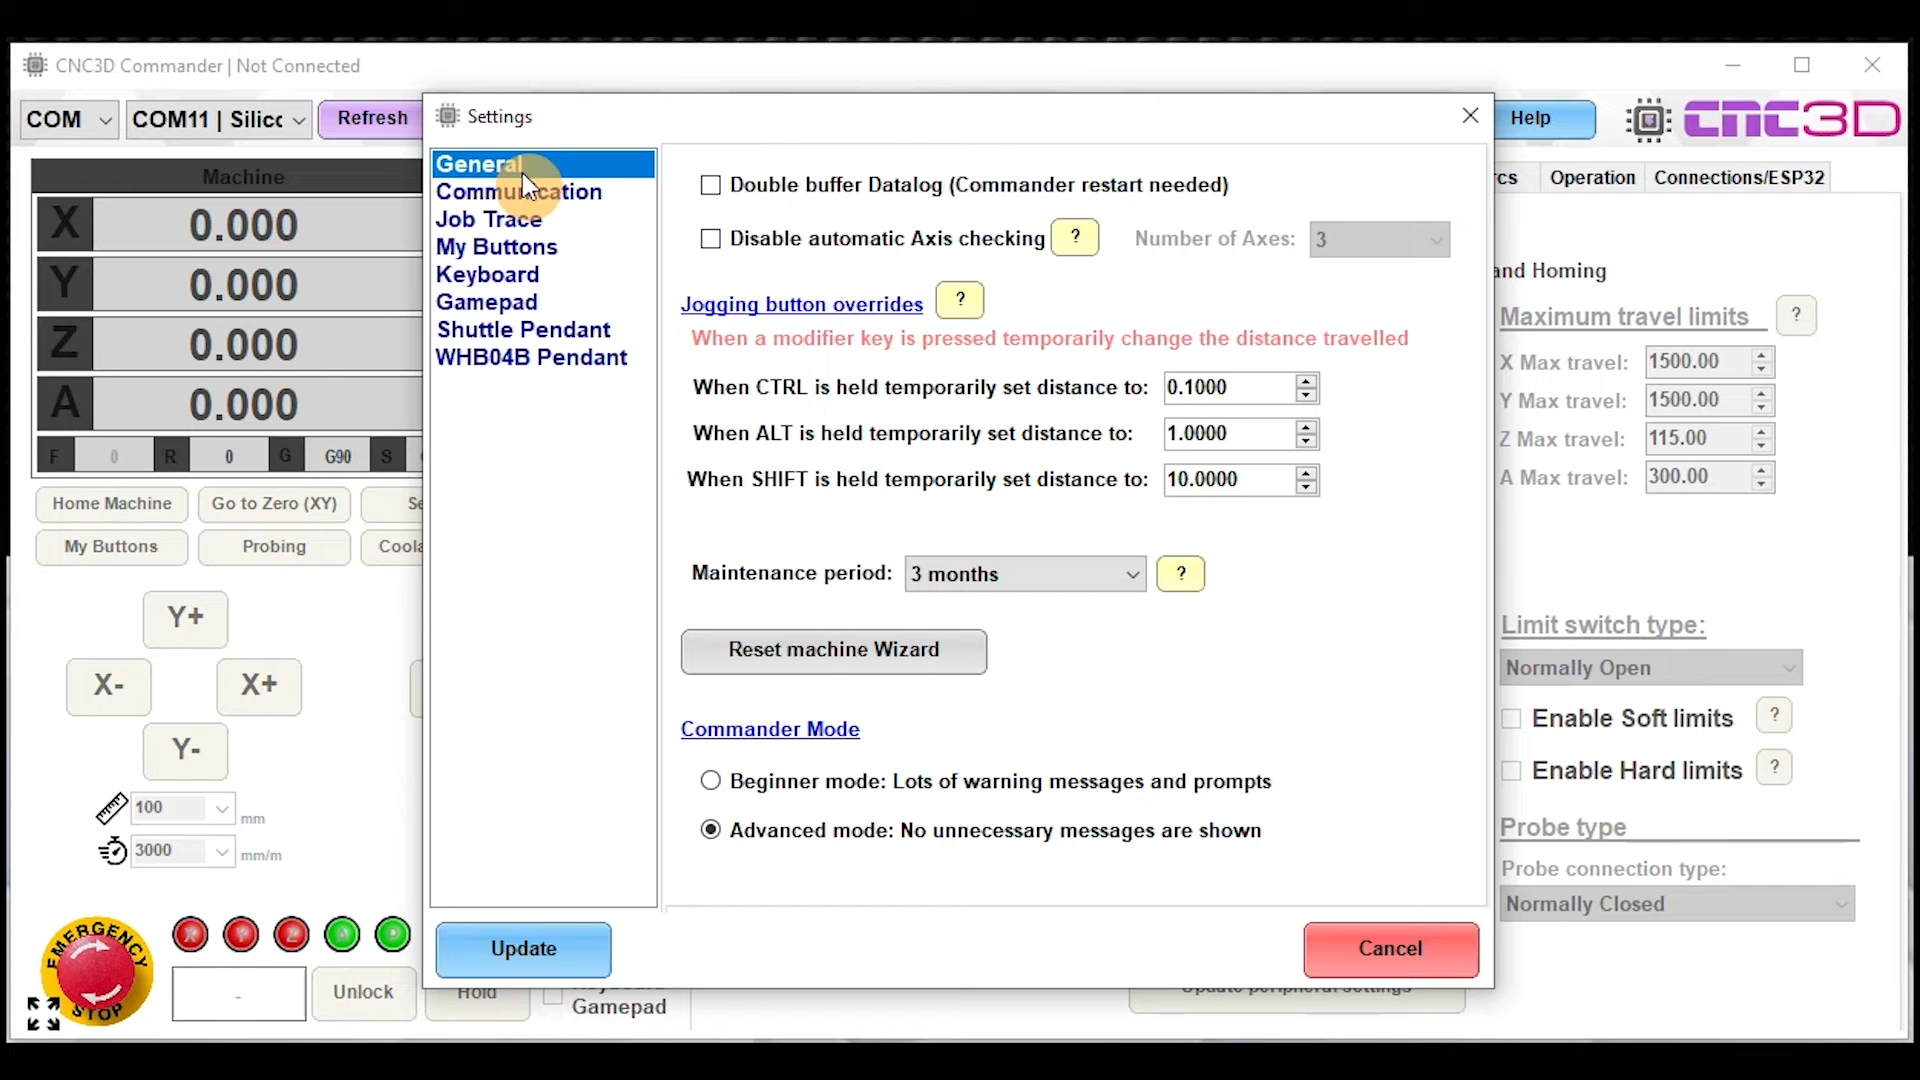 CNC3D Commander | Not Connected
COM
COM11 | Silicc
Refresh
Help
CNC3D
Settings
Machine
X 0.000
Y 0.000
Z 0.000
A 0.000
F 0 R 0 G G90 S
Home Machine
Go to Zero (XY)
Se
My Buttons
Probing
Coola
Y+
X-
X+
Y-
100 mm
3000 mm/m
EMERGENCY
STOP
X Y Z A P
-
Unlock
Hold
Gamepad
General
Communication
Job Trace
My Buttons
Keyboard
Gamepad
Shuttle Pendant
WHB04B Pendant
Double buffer Datalog (Commander restart needed)
Disable automatic Axis checking ? Number of Axes: 3
Jogging button overrides ?
When a modifier key is pressed temporarily change the distance travelled
When CTRL is held temporarily set distance to: 0.1000
When ALT is held temporarily set distance to: 1.0000
When SHIFT is held temporarily set distance to: 10.0000
Maintenance period: 3 months ?
Reset machine Wizard
Commander Mode
Beginner mode: Lots of warning messages and prompts
Advanced mode: No unnecessary messages are shown
Update
Cancel
rcs
Operation
Connections/ESP32
and Homing
Maximum travel limits ?
X Max travel: 1500.00
Y Max travel: 1500.00
Z Max travel: 115.00
A Max travel: 300.00
Limit switch type:
Normally Open
Enable Soft limits ?
Enable Hard limits ?
Probe type
Probe connection type:
Normally Closed
Update peripheral settings